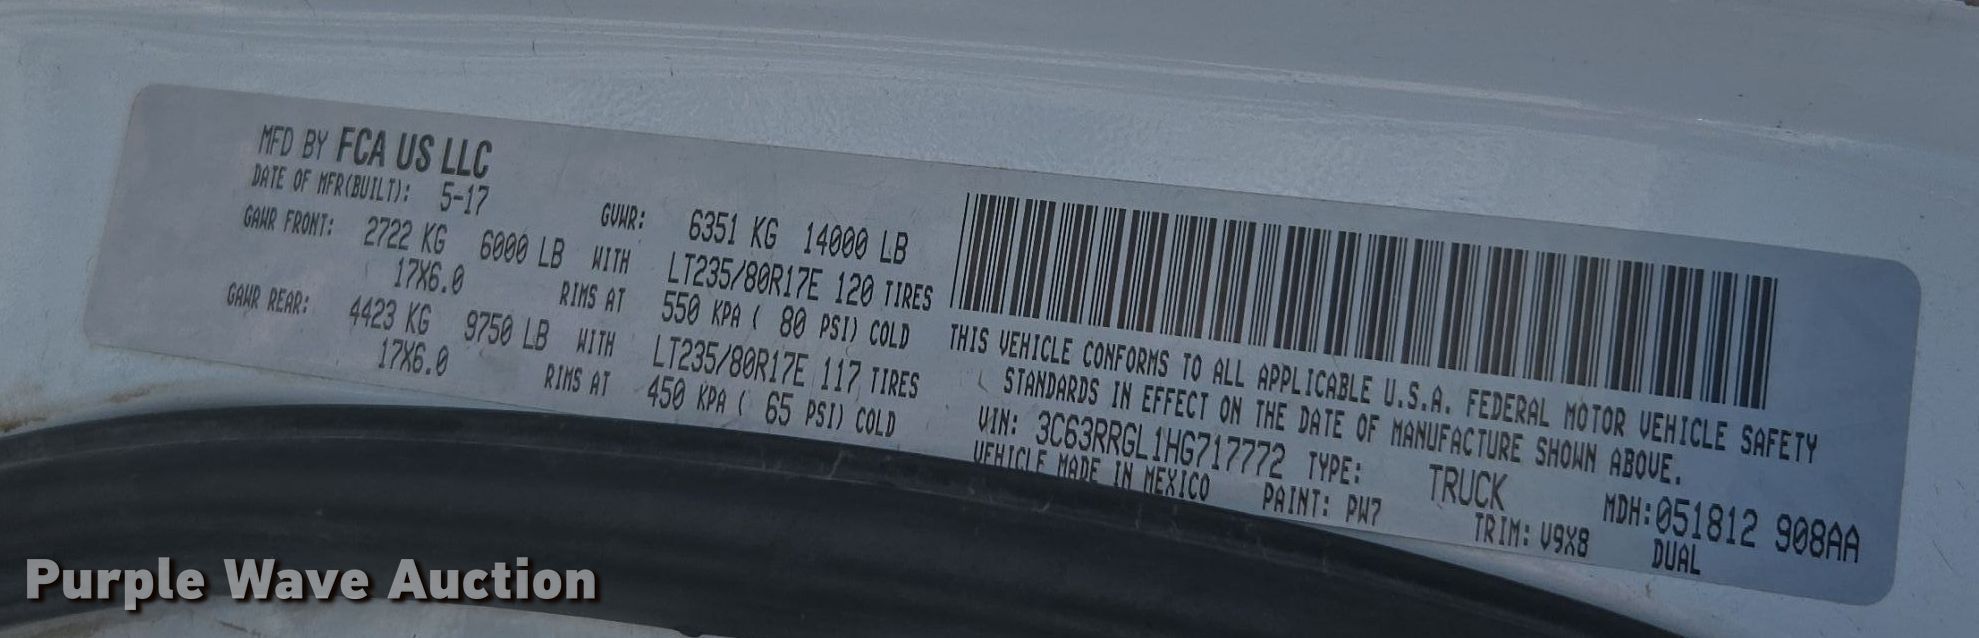 MFD BY FCA US LLC
DATE OF MFR(BUILT): 5-17 GVWR: 6351 KG 14000 LB
GAWR FRONT: 2722 KG 6000 LB WITH LT235/80R17E 120 TIRES
17X6.0 RIMS AT 550 KPA ( 80 PSI) COLD
GAWR REAR: 4423 KG 9750 LB WITH LT235/80R17E 117 TIRES
17X6.0 RIMS AT 450 KPA ( 65 PSI) COLD
THIS VEHICLE CONFORMS TO ALL APPLICABLE U.S.A. FEDERAL MOTOR VEHICLE SAFETY
STANDARDS IN EFFECT ON THE DATE OF MANUFACTURE SHOWN ABOVE.
VIN: 3C63RRGL1HG717772 TYPE: TRUCK MDH:051812 908AA
VEHICLE MADE IN MEXICO PAINT: PW7 TRIM: V9X8 DUAL
Purple Wave Auction